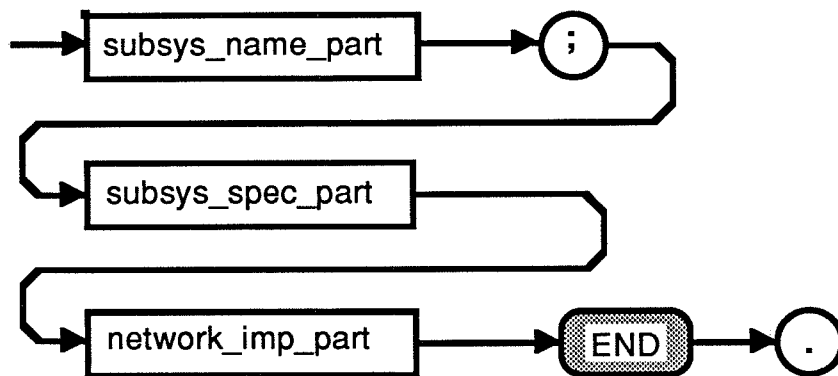 subsys_name_part ;
subsys_spec_part
network_imp_part END .